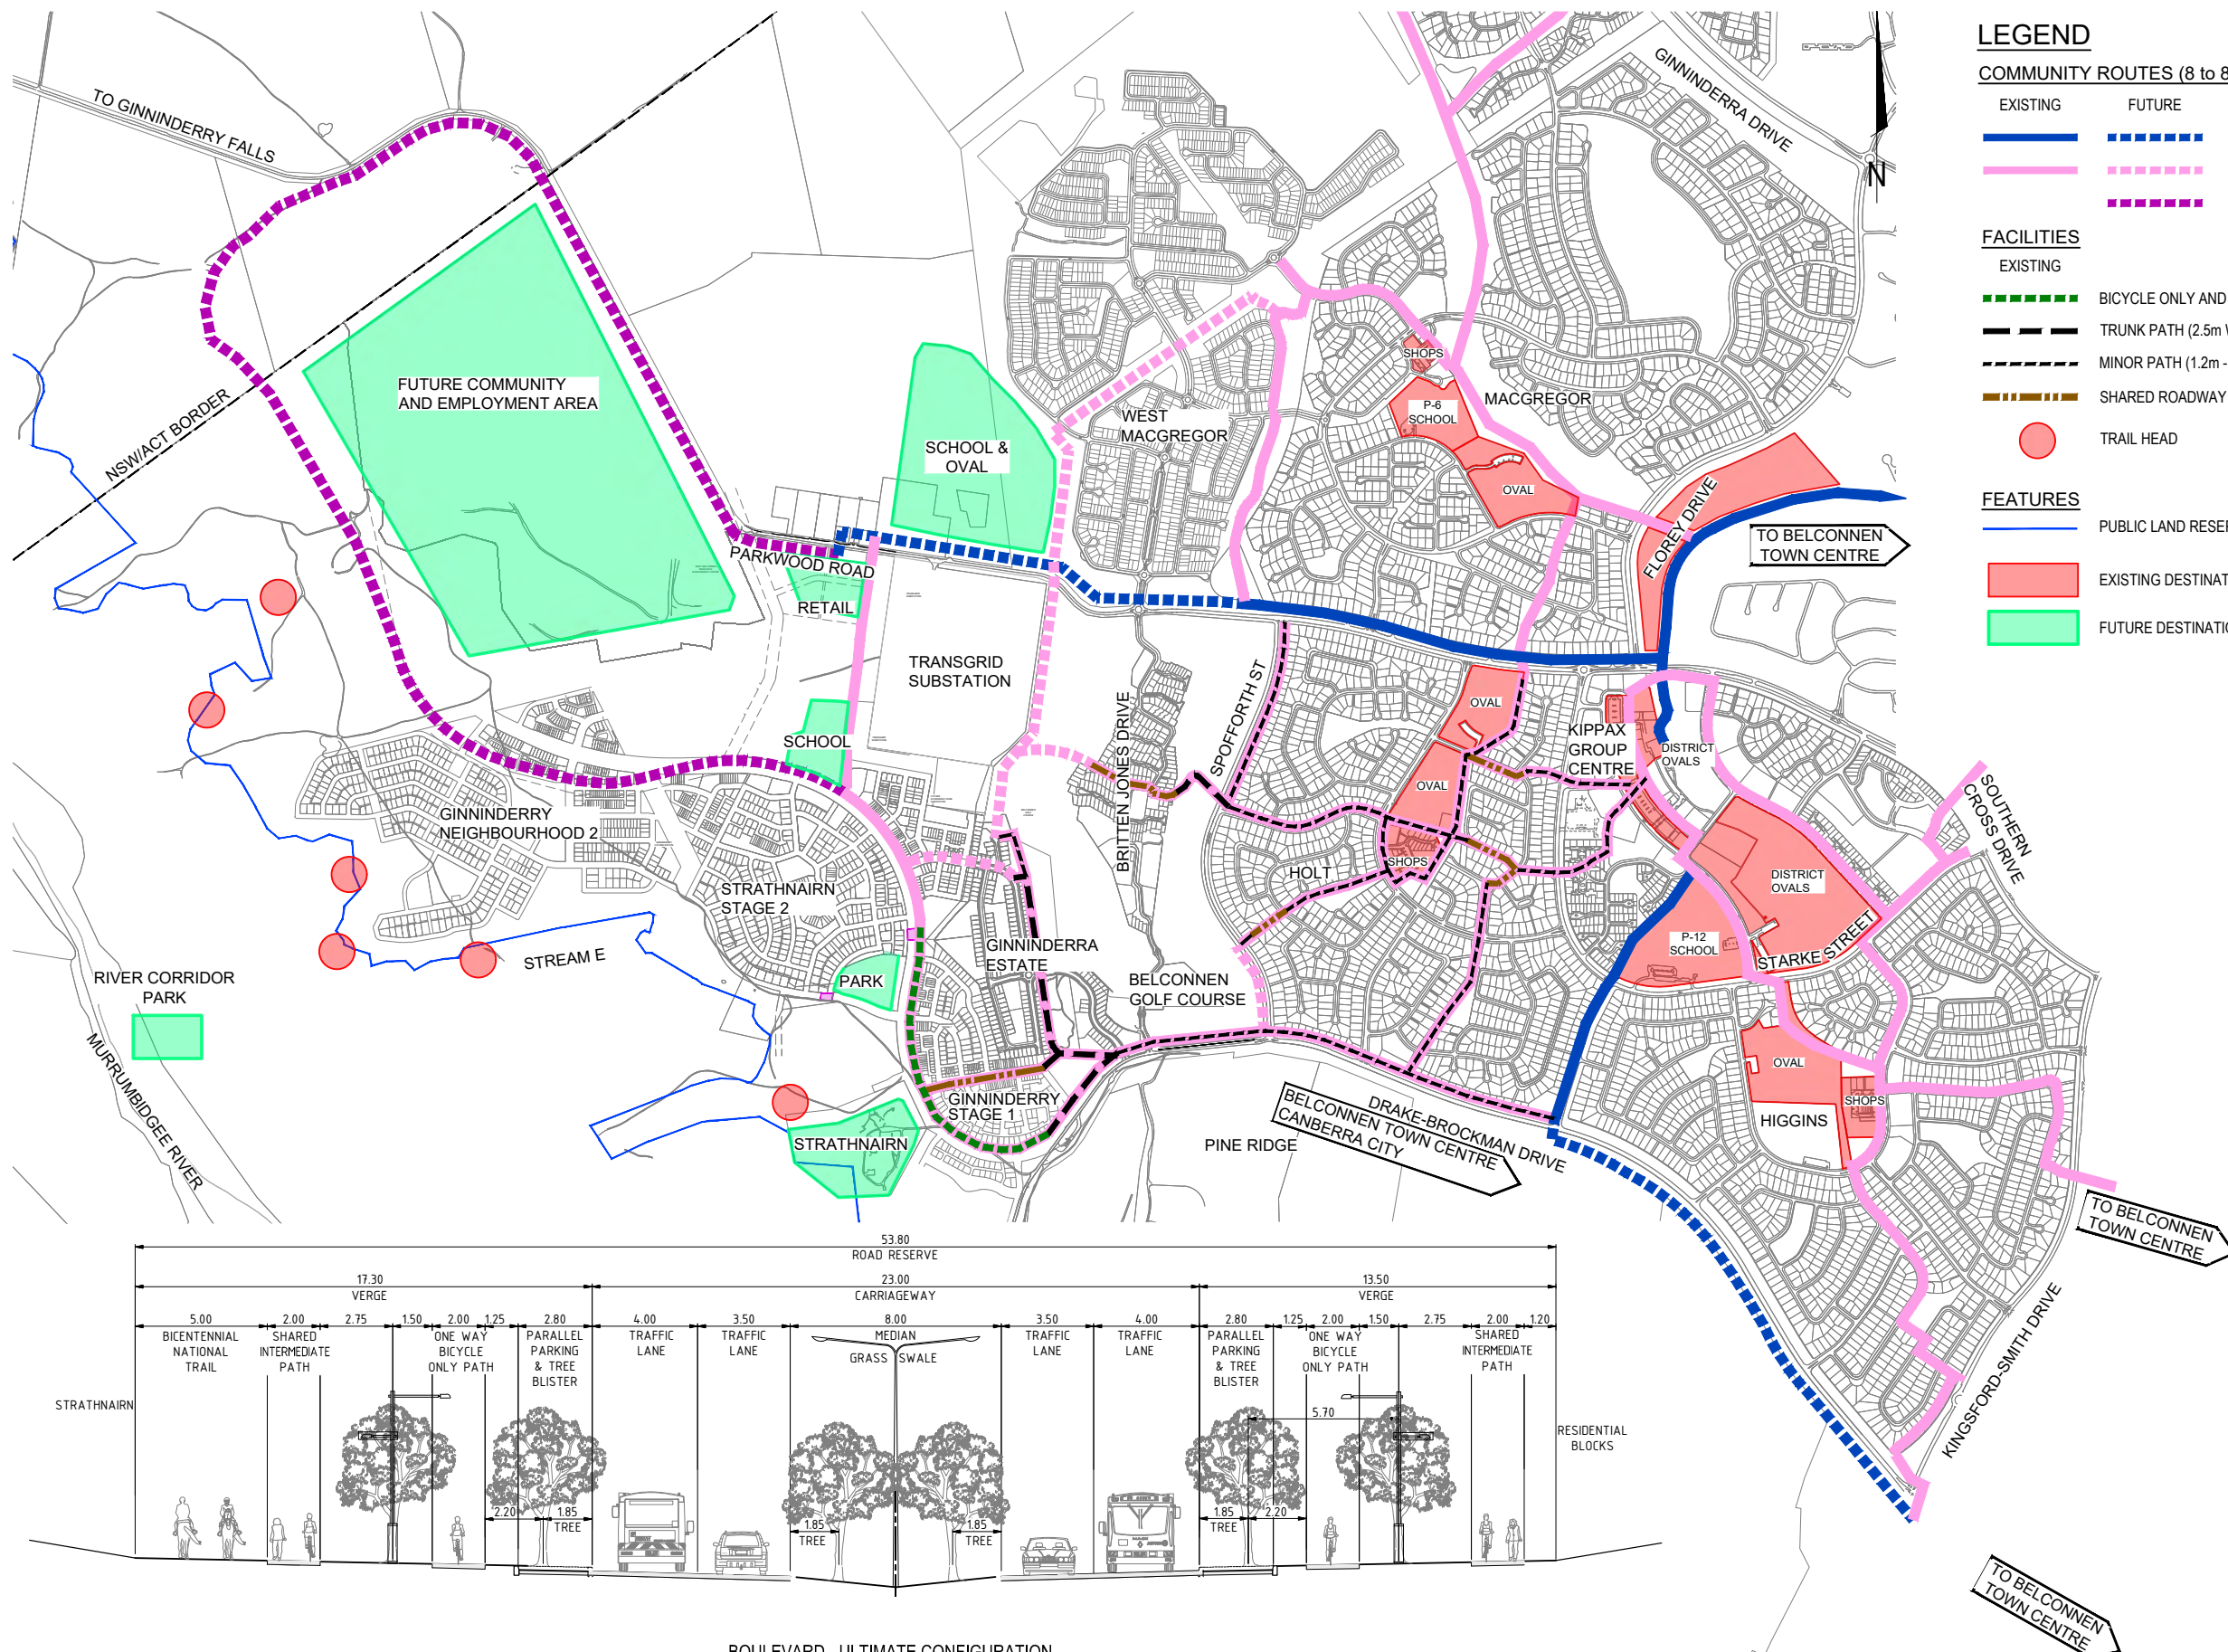 TO GINNINDERRY FALLS
NSW/ACT BORDER
FUTURE COMMUNITY
AND EMPLOYMENT AREA
SCHOOL &
OVAL
WEST
MACGREGOR
GINNINDERRA DRIVE
SHOPS
P-6
SCHOOL
MACGREGOR
OVAL
FLOREY DRIVE
TO BELCONNEN
TOWN CENTRE
PARKWOOD ROAD
RETAIL
TRANSGRID
SUBSTATION
SCHOOL
BRITTEN JONES DRIVE
SPOFFORTH ST
OVAL
OVAL
SHOPS
HOLT
KIPPAX
GROUP
CENTRE
DISTRICT
OVALS
SOUTHERN
CROSS DRIVE
DISTRICT
OVALS
P-12
SCHOOL
STARKE STREET
GINNINDERRY
NEIGHBOURHOOD 2
STRATHNAIRN
STAGE 2
GINNINDERRA
ESTATE
BELCONNEN
GOLF COURSE
STREAM E
PARK
RIVER CORRIDOR
PARK
MURRUMBIDGEE RIVER
GINNINDERRY
STAGE 1
STRATHNAIRN
PINE RIDGE
DRAKE-BROCKMAN DRIVE
BELCONNEN TOWN CENTRE
CANBERRA CITY
OVAL
SHOPS
HIGGINS
TO BELCONNEN
TOWN CENTRE
KINGSFORD-SMITH DRIVE
TO BELCONNEN
TOWN CENTRE
LEGEND
COMMUNITY ROUTES (8 to 8
EXISTING FUTURE
N
FACILITIES
EXISTING
BICYCLE ONLY AND
TRUNK PATH (2.5m
MINOR PATH (1.2m -
SHARED ROADWAY
TRAIL HEAD
FEATURES
PUBLIC LAND RESE
EXISTING DESTINAT
FUTURE DESTINATIO
53.80
ROAD RESERVE
17.30 23.00 13.50
VERGE CARRIAGEWAY VERGE
5.00 2.00 2.75 1.50 2.00 1.25 2.80 4.00 3.50 8.00 3.50 4.00 2.80 1.25 2.00 1.50 2.75 2.00 1.20
BICENTENNIAL
NATIONAL
TRAIL
SHARED
INTERMEDIATE
PATH
ONE WAY
BICYCLE
ONLY PATH
PARALLEL
PARKING
& TREE
BLISTER
TRAFFIC
LANE
TRAFFIC
LANE
MEDIAN
GRASS SWALE
TRAFFIC
LANE
TRAFFIC
LANE
PARALLEL
PARKING
& TREE
BLISTER
ONE WAY
BICYCLE
ONLY PATH
SHARED
INTERMEDIATE
PATH
STRATHNAIRN
5.70
RESIDENTIAL
BLOCKS
2.20
1.85
TREE
1.85
TREE
1.85
TREE
1.85
TREE
2.20
BOULEVARD - ULTIMATE CONFIGURATION